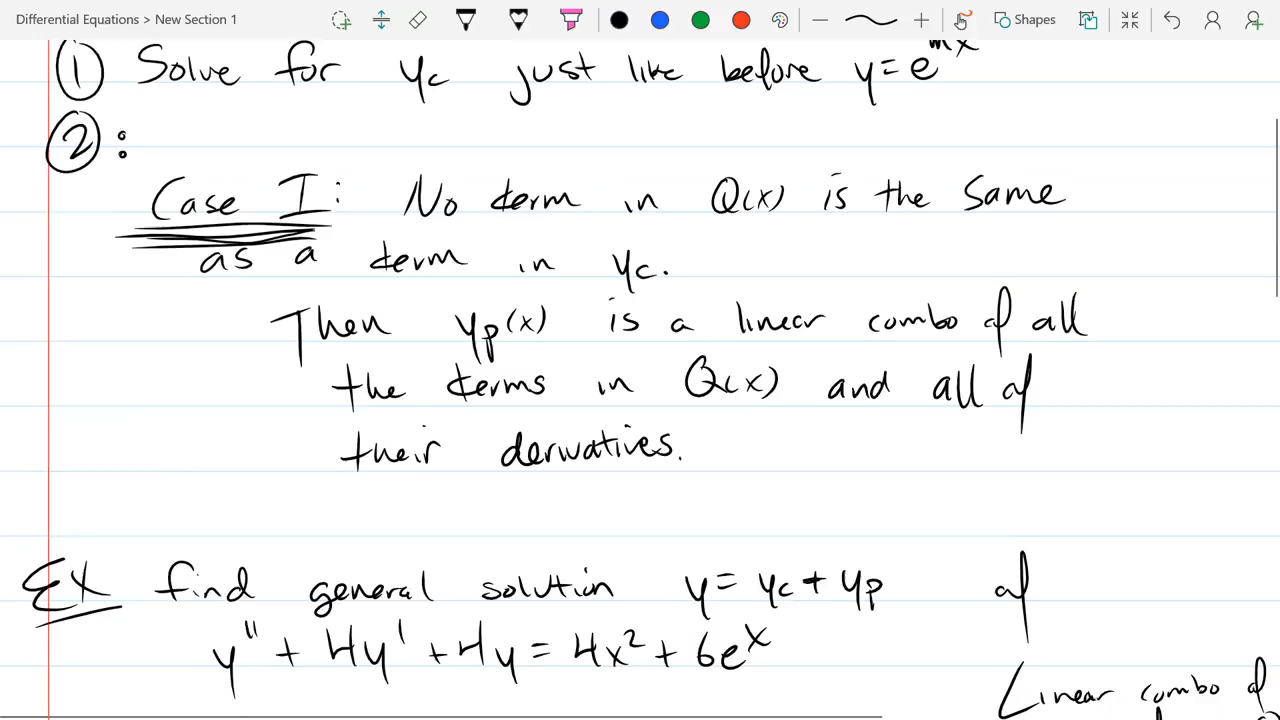 Differential Equations > New Section 1
Shapes
① Solve for yc just like before y = e^mx
② :
Case I: No term in Q(x) is the same
as a term in yc.
Then yp(x) is a linear combo of all
the terms in Q(x) and all of
their derivatives.
Ex find general solution y = yc + yp of
y" + 4y' + 4y = 4x² + 6e^x
Linear combo of